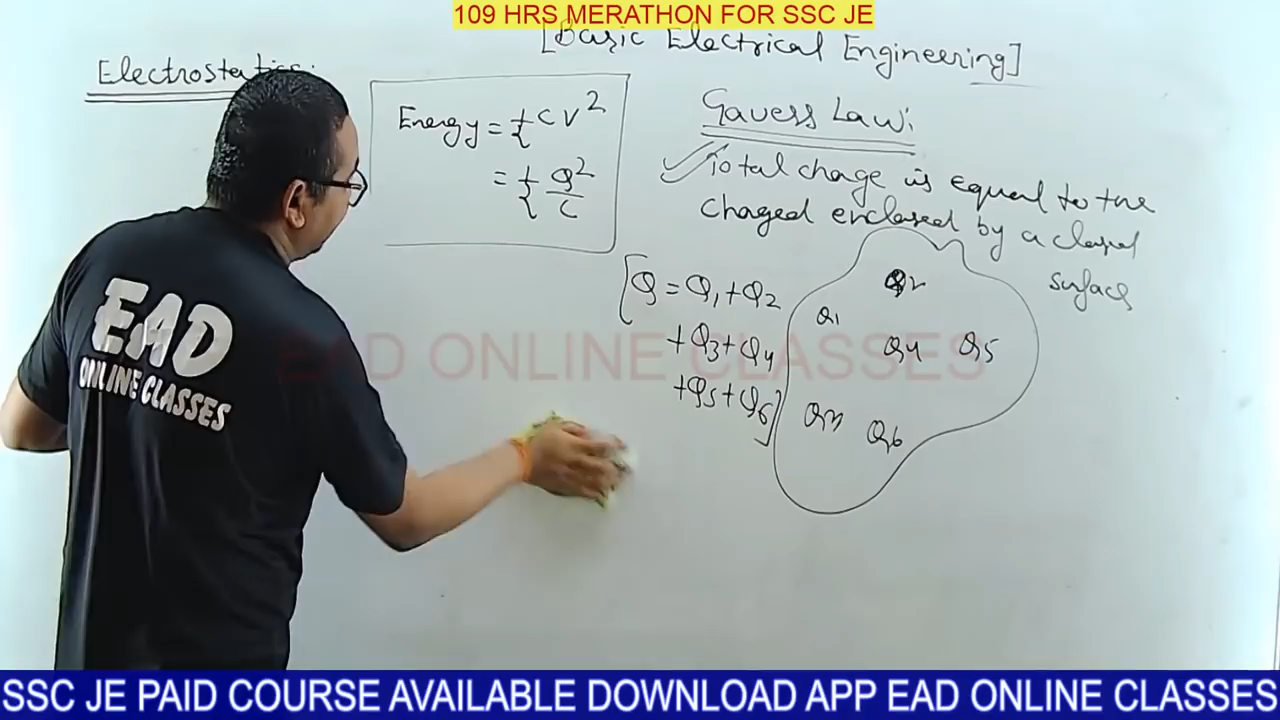 109 HRS MERATHON FOR SSC JE
[Basic Electrical Engineering]
Electrostatics:
Energy = 1/2 CV²
= 1/2 Q²/C
Gauess Law:
Total charge is equal to the
charged enclosed by a closed
surface
[Q = Q1 + Q2
+ Q3 + Q4
+ Q5 + Q6]
Q2
Q1
Q4 Q5
Q3
Q6
EAD
ONLINE CLASSES
EAD ONLINE CLASSES
SSC JE PAID COURSE AVAILABLE DOWNLOAD APP EAD ONLINE CLASSES